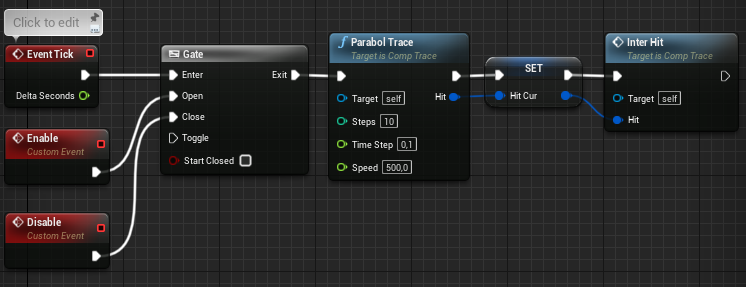 Click to edit
Event Tick
Delta Seconds
Enable
Custom Event
Disable
Custom Event
Gate
Enter Exit
Open
Close
Toggle
Start Closed
Parabol Trace
Target is Comp Trace
Target self
Hit
Steps 10
Time Step 0,1
Speed 500,0
SET
Hit Cur
Inter Hit
Target is Comp Trace
Target self
Hit